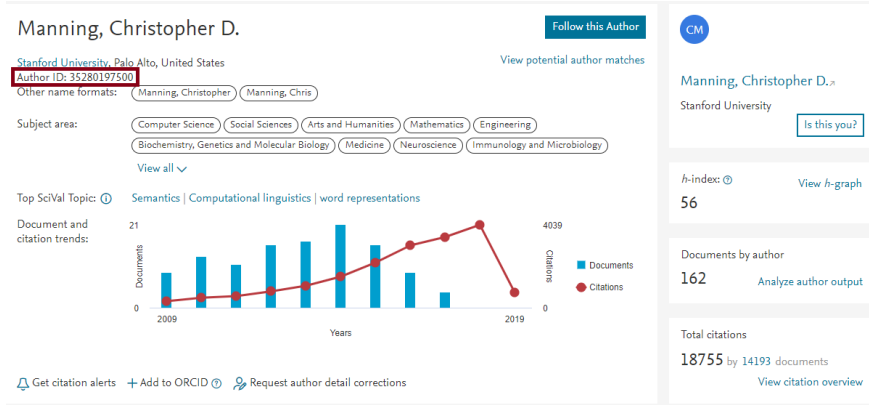 Manning, Christopher D.
Follow this Author
Stanford University, Palo Alto, United States
View potential author matches
Author ID: 35280197500
Other name formats: Manning, Christopher Manning, Chris
Subject area: Computer Science Social Sciences Arts and Humanities Mathematics Engineering
Biochemistry, Genetics and Molecular Biology Medicine Neuroscience Immunology and Microbiology
View all
Top SciVal Topic: Semantics | Computational linguistics | word representations
Document and
citation trends:
21
4039
Documents
Citations
Documents
Citations
0
0
2009
2019
Years
Get citation alerts + Add to ORCID Request author detail corrections
CM
Manning, Christopher D.
Stanford University
Is this you?
h-index:
View h-graph
56
Documents by author
162
Analyze author output
Total citations
18755 by 14193 documents
View citation overview